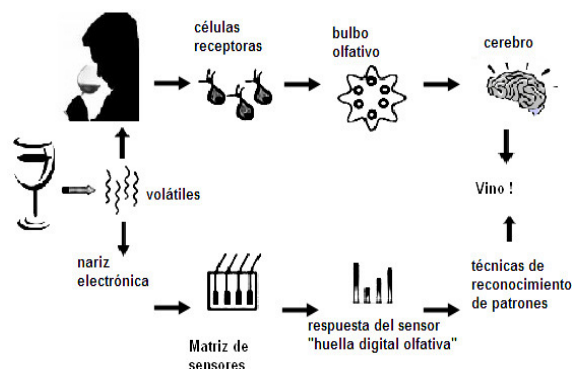 células
receptoras
bulbo
olfativo
cerebro
volátiles
Vino !
nariz
electrónica
Matriz de
sensores
respuesta del sensor
"huella digital olfativa"
técnicas de
reconocimiento
de patrones